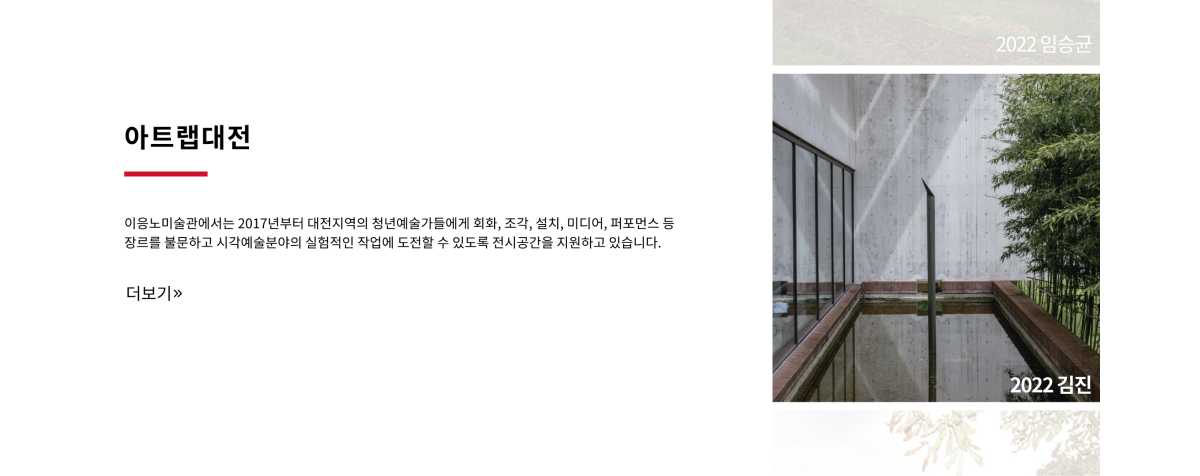 2022 임승균
아트랩대전
이응노미술관에서는 2017년부터 대전지역의 청년예술가들에게 회화, 조각, 설치, 미디어, 퍼포먼스 등
장르를 불문하고 시각예술분야의 실험적인 작업에 도전할 수 있도록 전시공간을 지원하고 있습니다.
더보기»
2022 김진